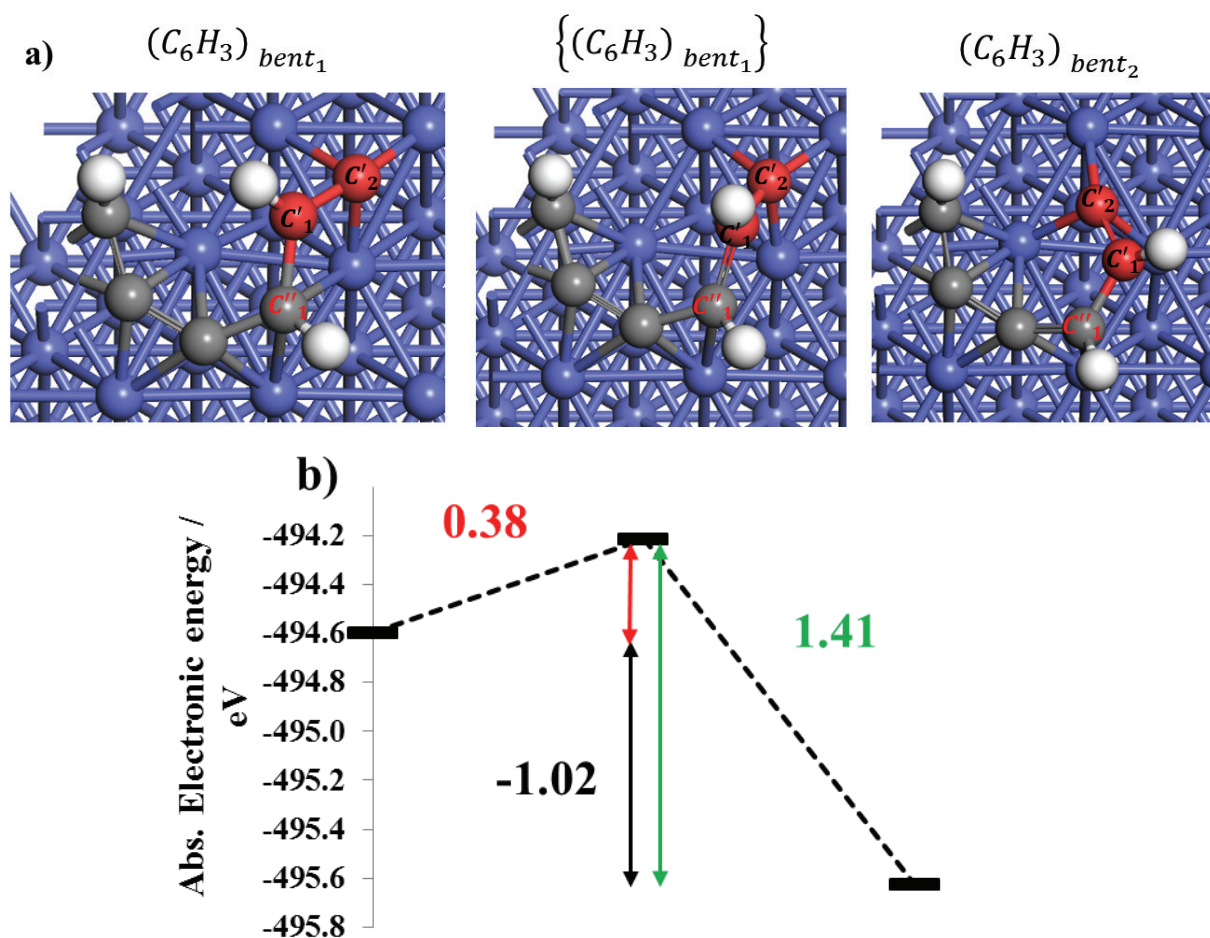 a) (C₆H₃) bent₁ {(C₆H₃) bent₁} (C₆H₃) bent₂
C'₂ C'₂ C'₂
C'₁ C'₁ C'₁
C''₁ C''₁ C''₁
b)
Abs. Electronic energy /
eV
-494.2
-494.4
-494.6
-494.8
-495.0
-495.2
-495.4
-495.6
-495.8
0.38
1.41
-1.02